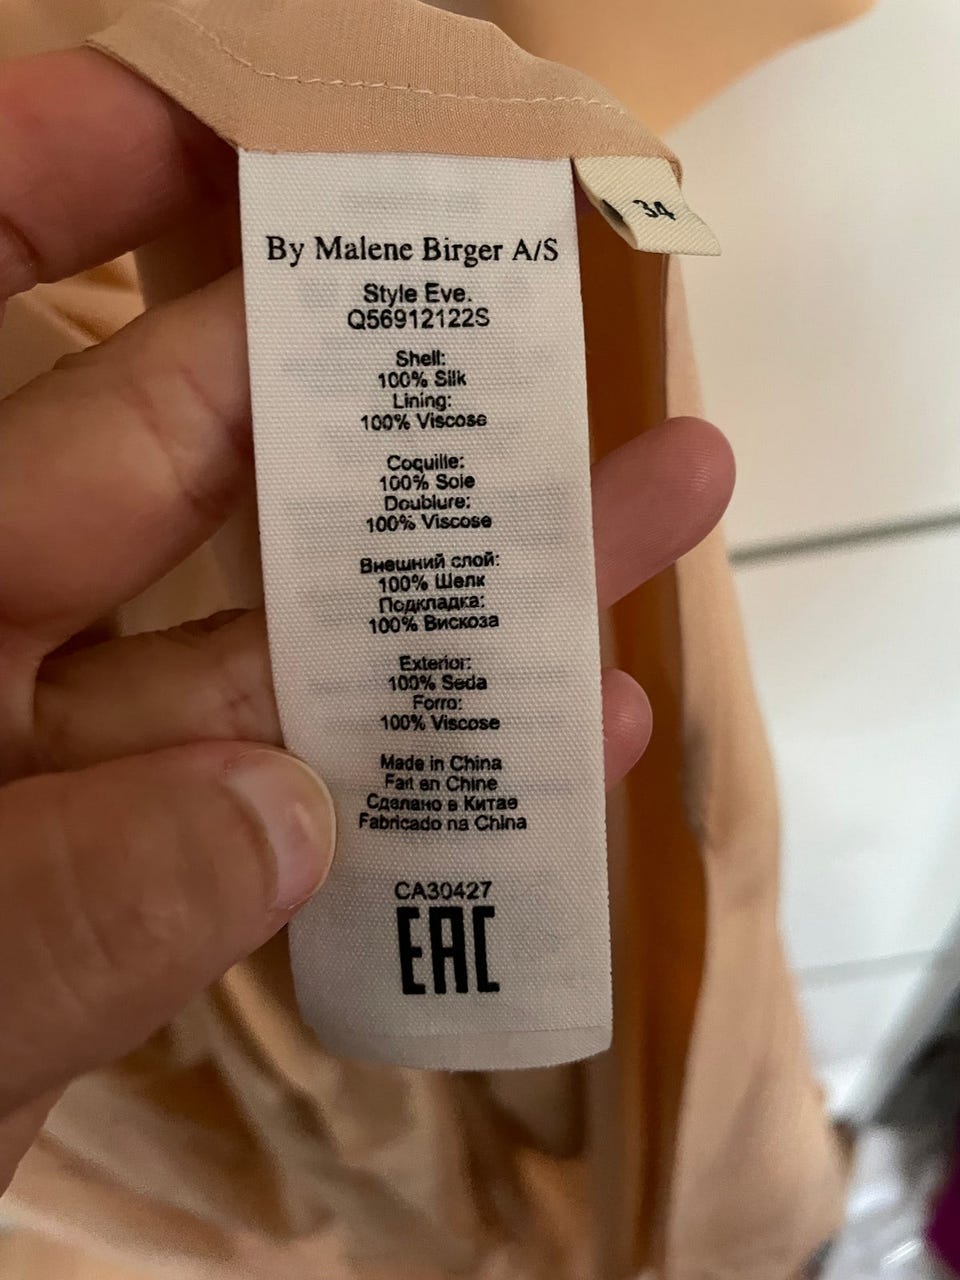 By Malene Birger A/S
34
Style Eve.
Q56912122S
Shell:
100% Silk
Lining:
100% Viscose
Coquille:
100% Soie
Doublure:
100% Viscose
Внешний слой:
100% Шелк
Подкладка:
100% Вискоза
Exterior:
100% Seda
Forro:
100% Viscose
Made in China
Fait en Chine
Сделано в Китае
Fabricado na China
CA30427
EAC